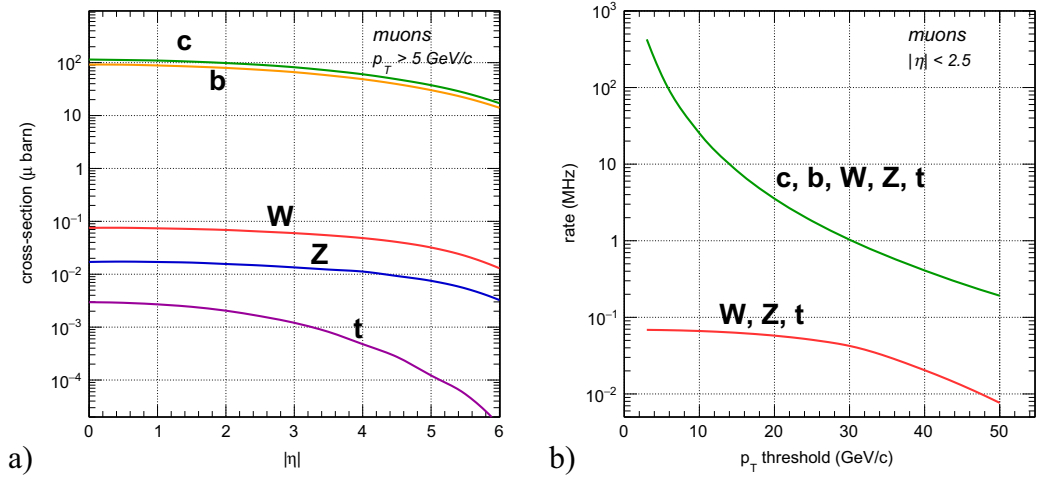 muons
p_T > 5 GeV/c
c
b
W
Z
t
cross-section (μ barn)
10²
10
1
10⁻¹
10⁻²
10⁻³
10⁻⁴
0 1 2 3 4 5 6
|η|
a)
muons
|η| < 2.5
c, b, W, Z, t
W, Z, t
rate (MHz)
10³
10²
10
1
10⁻¹
10⁻²
0 10 20 30 40 50
p_T threshold (GeV/c)
b)